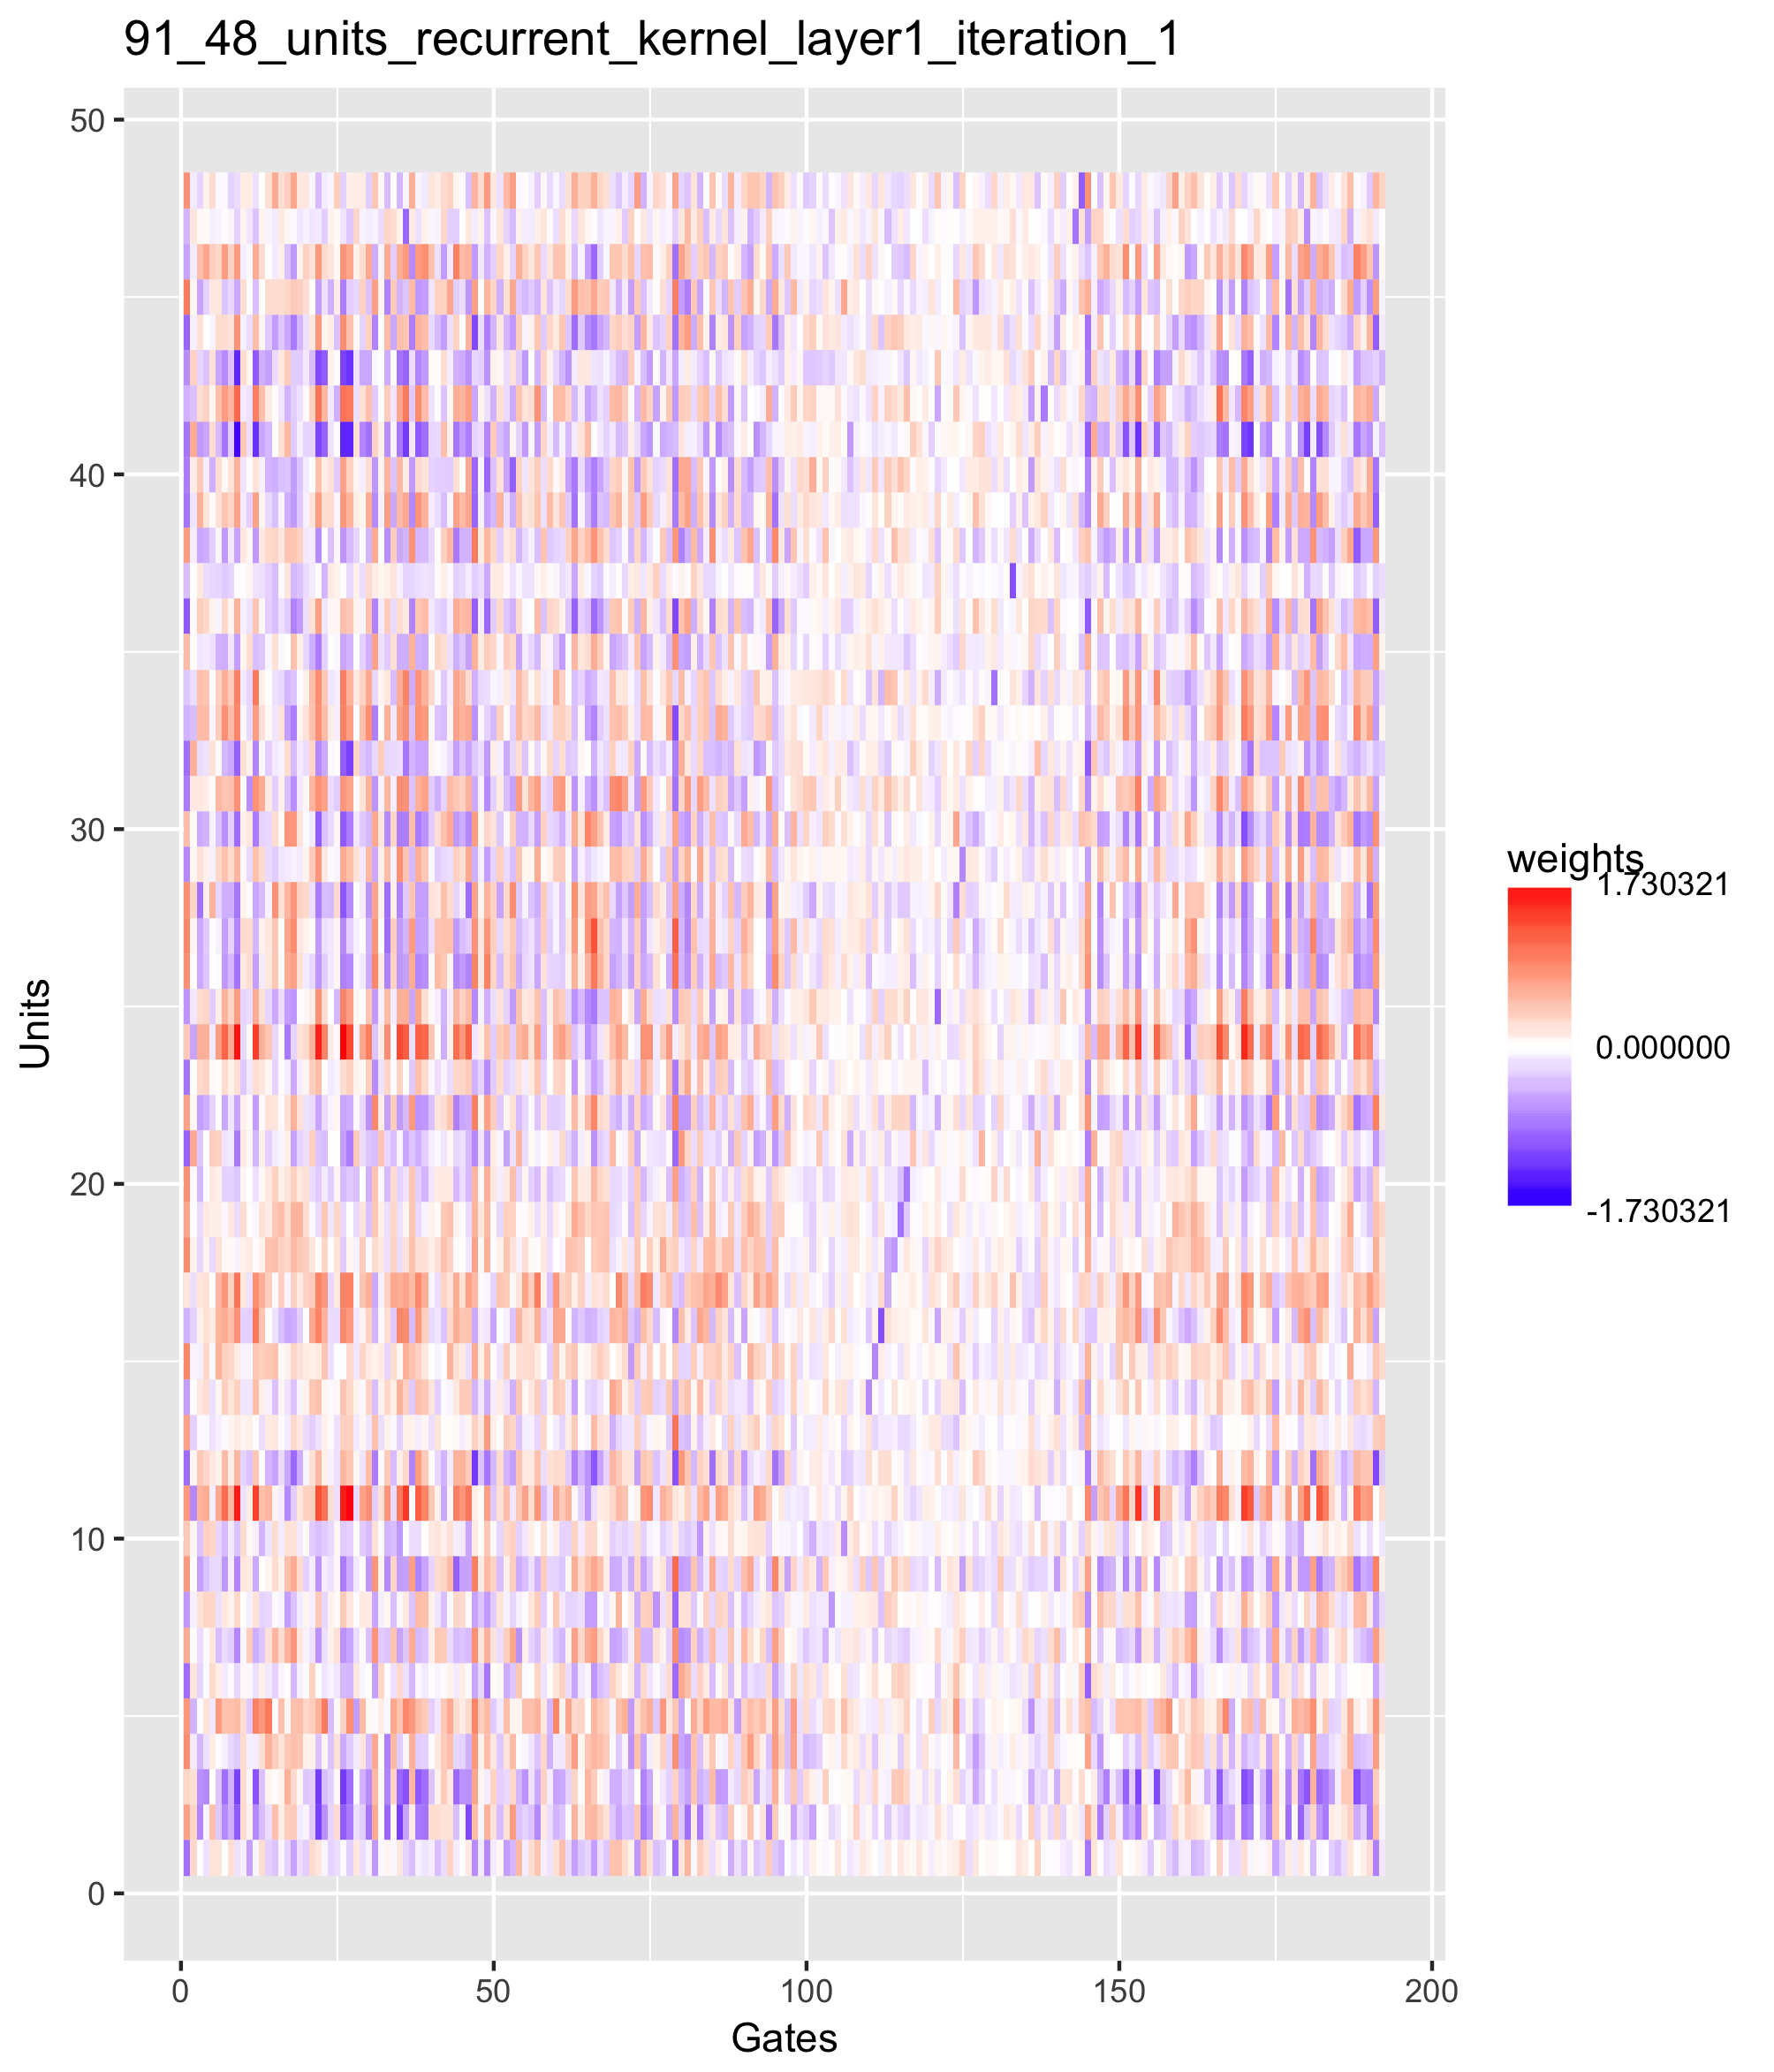 91_48_units_recurrent_kernel_layer1_iteration_1
50
40
30
20
10
0
Units
0 50 100 150 200
Gates
weights
1.730321
0.000000
-1.730321